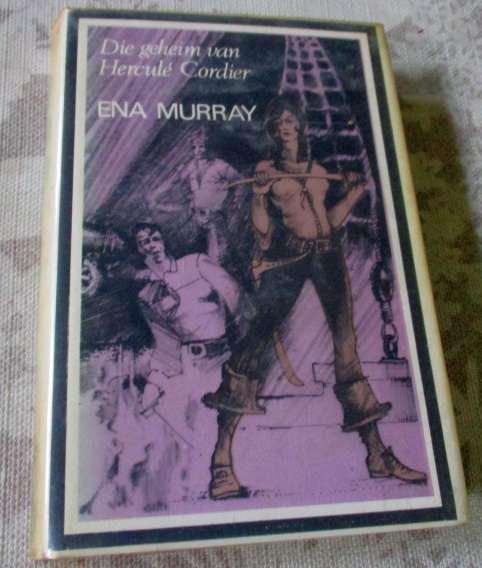 Die geheim van
Herculé Cordier
ENA MURRAY